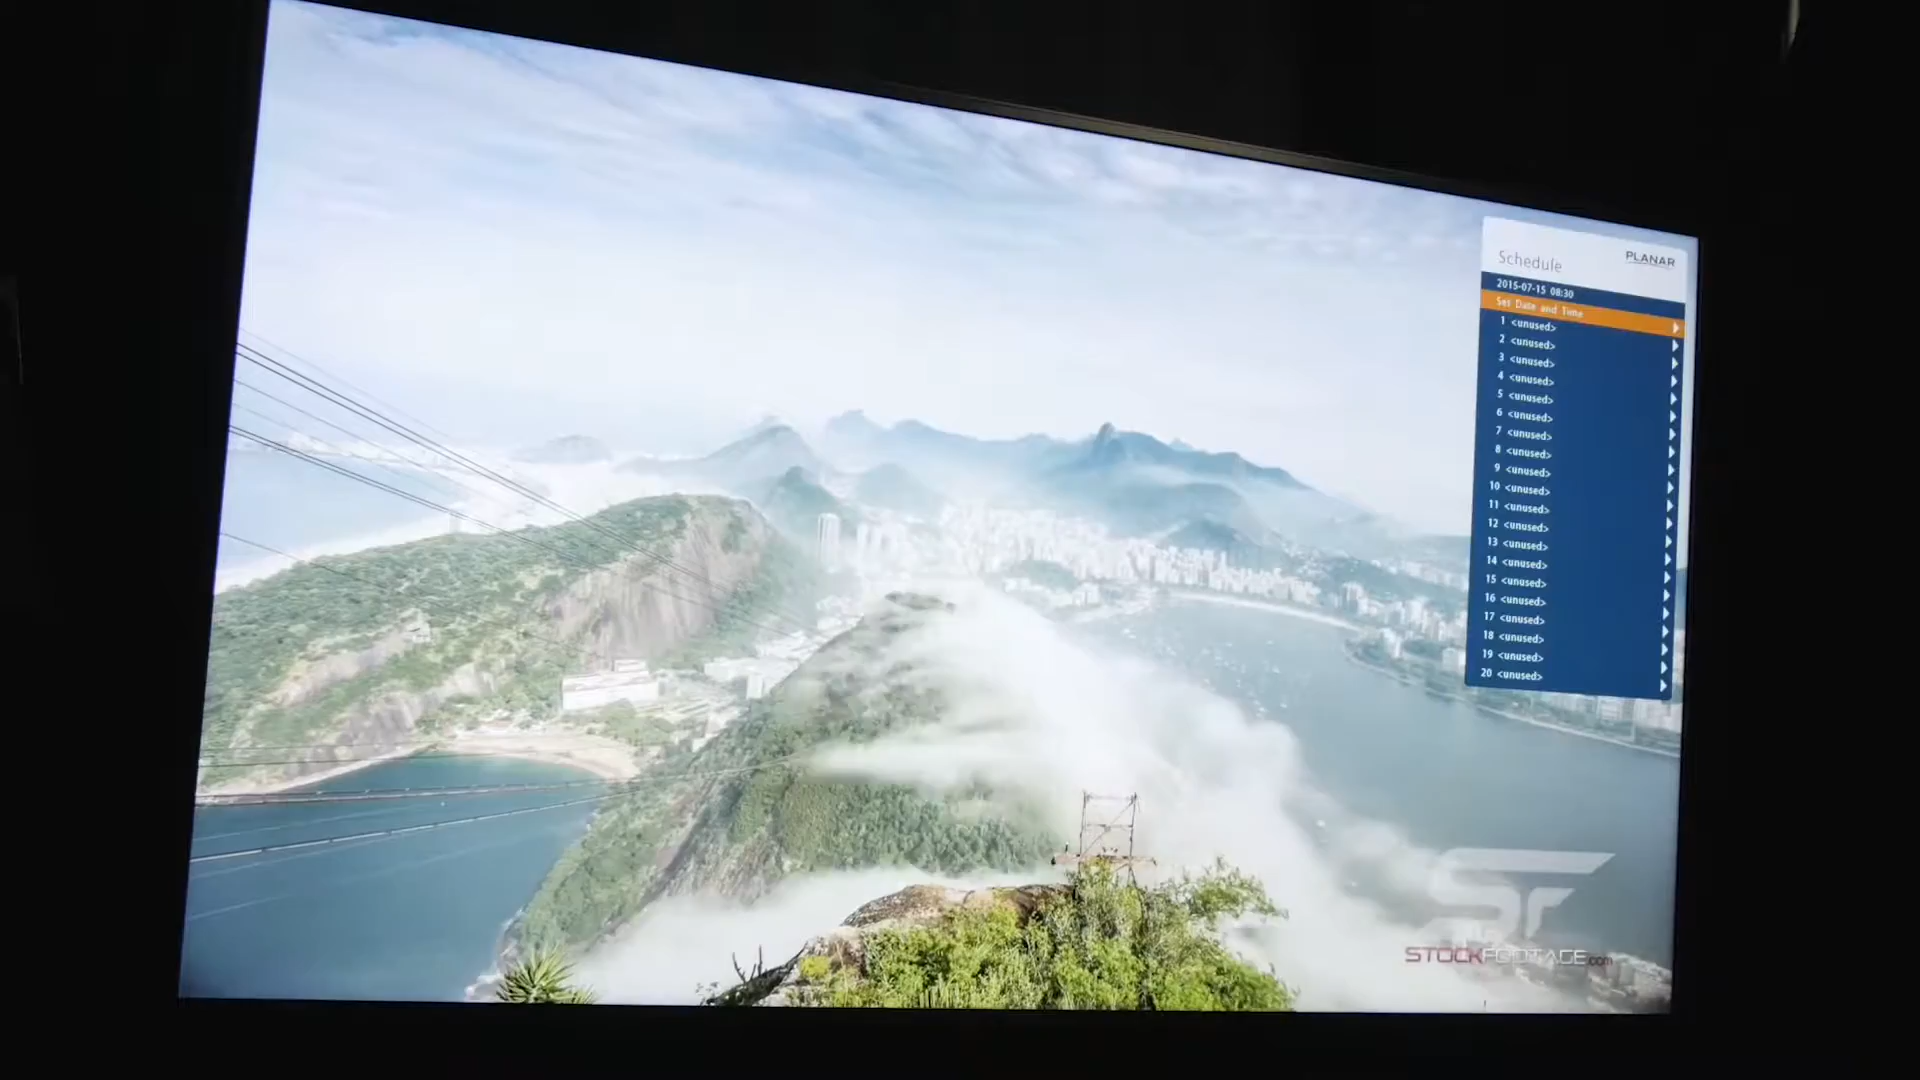 Schedule
PLANAR
2015-07-15 08:30
Set Date and Time
1 <unused>
2 <unused>
3 <unused>
4 <unused>
5 <unused>
6 <unused>
7 <unused>
8 <unused>
9 <unused>
10 <unused>
11 <unused>
12 <unused>
13 <unused>
14 <unused>
15 <unused>
16 <unused>
17 <unused>
18 <unused>
19 <unused>
20 <unused>
SF
STOCKFOOTAGE.com